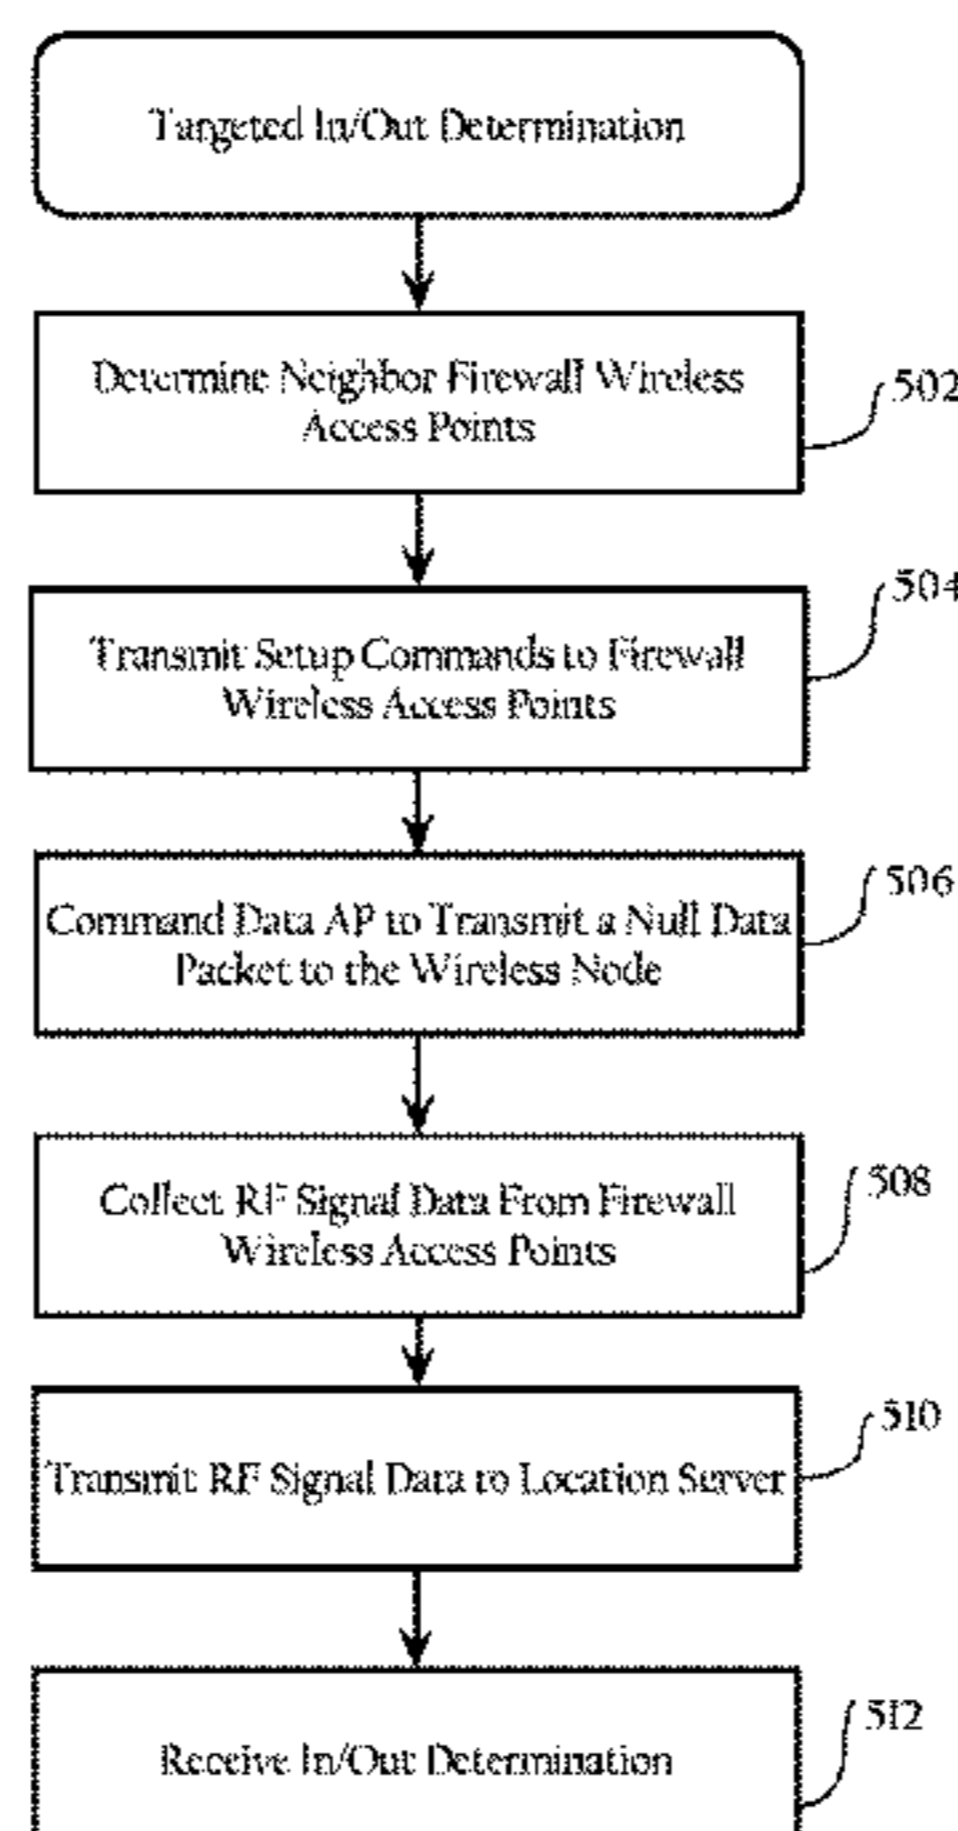 Targeted In/Out Determination
Determine Neighbor Firewall Wireless
Access Points
502
Transmit Setup Commands to Firewall
Wireless Access Points
504
Command Data AP to Transmit a Null Data
Packet to the Wireless Node
506
Collect RF Signal Data From Firewall
Wireless Access Points
508
Transmit RF Signal Data to Location Server
510
Receive In/Out Determination
512